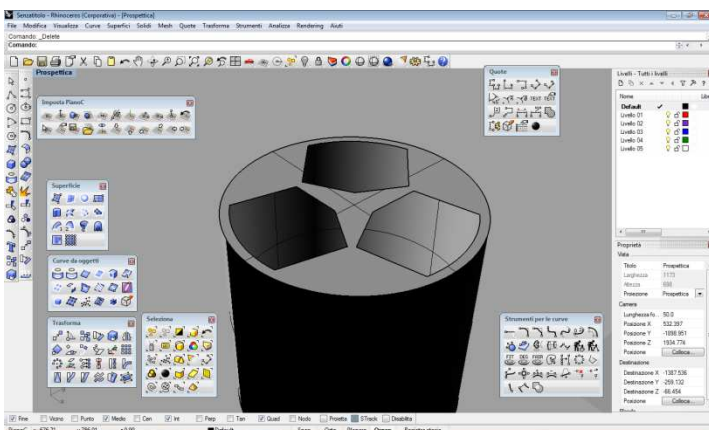 Senzatitolo - Rhinoceros (Corporativa) - [Prospettica]
File Modifica Visualizza Curve Superfici Solidi Mesh Quote Trasforma Strumenti Analizza Rendering Aiuti
Comando: _Delete
Comando:
Prospettica
Imposta PianoC
Quote
Superficie
Curve da oggetti
Trasforma
Seleziona
Strumenti per le curve
Livelli - Tutti i livelli
Nome
Default
Livello 01
Livello 02
Livello 03
Livello 04
Livello 05
Proprietà
Vista
Titolo Prospettica
Larghezza 1173
Altezza
Proiezione Prospettica
Camera
Lunghezza fo... 50.0
Posizione X 532.397
Posizione Y -1898.951
Posizione Z 1934.774
Posizione Colloca...
Destinazione
Destinazione X -1387.536
Destinazione Y -259.132
Destinazione Z -66.454
Posizione Colloca...
Fine Vicino Punto Medio Cen Int Perp Tan Quad Nodo Proietta STrack Disabilita